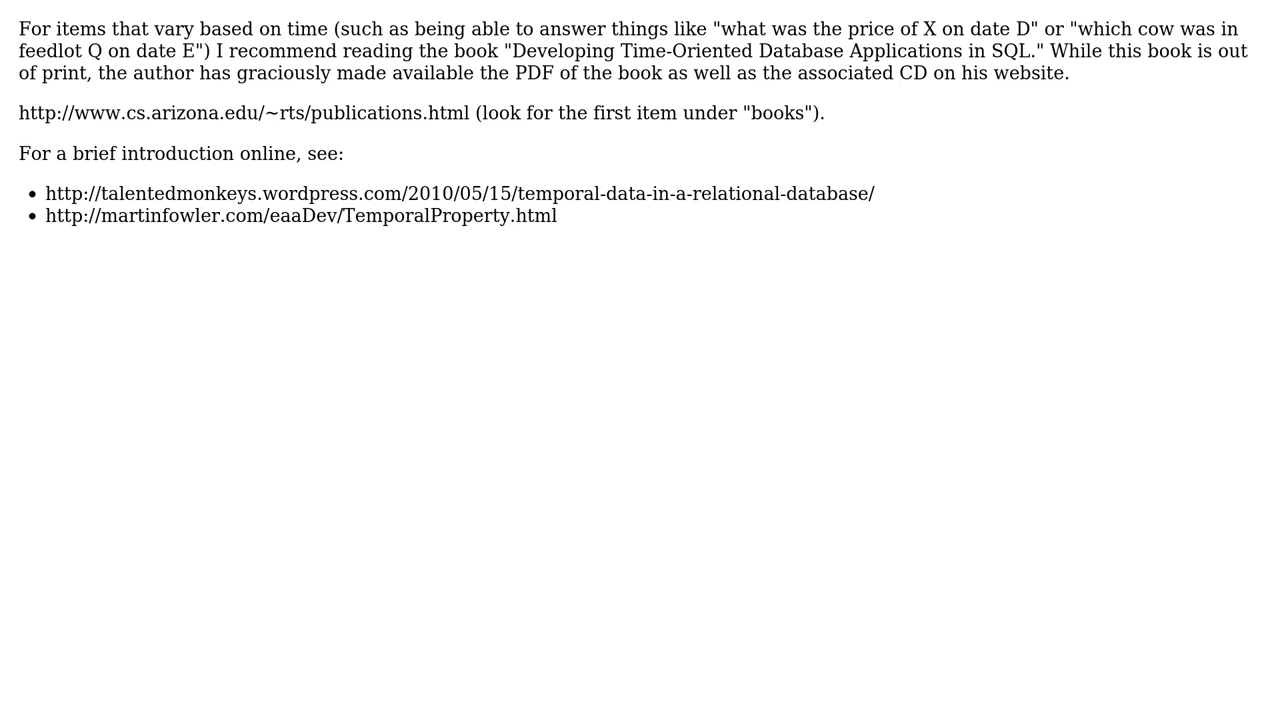 For items that vary based on time (such as being able to answer things like "what was the price of X on date D" or "which cow was in
feedlot Q on date E") I recommend reading the book "Developing Time-Oriented Database Applications in SQL." While this book is out
of print, the author has graciously made available the PDF of the book as well as the associated CD on his website.
http://www.cs.arizona.edu/~rts/publications.html (look for the first item under "books").
For a brief introduction online, see:
• http://talentedmonkeys.wordpress.com/2010/05/15/temporal-data-in-a-relational-database/
• http://martinfowler.com/eaaDev/TemporalProperty.html